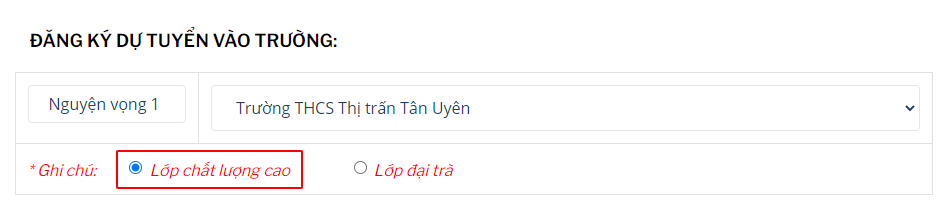 ĐĂNG KÝ DỰ TUYỂN VÀO TRƯỜNG:
Nguyện vọng 1 Trường THCS Thị trấn Tân Uyên
* Ghi chú: Lớp chất lượng cao Lớp đại trà